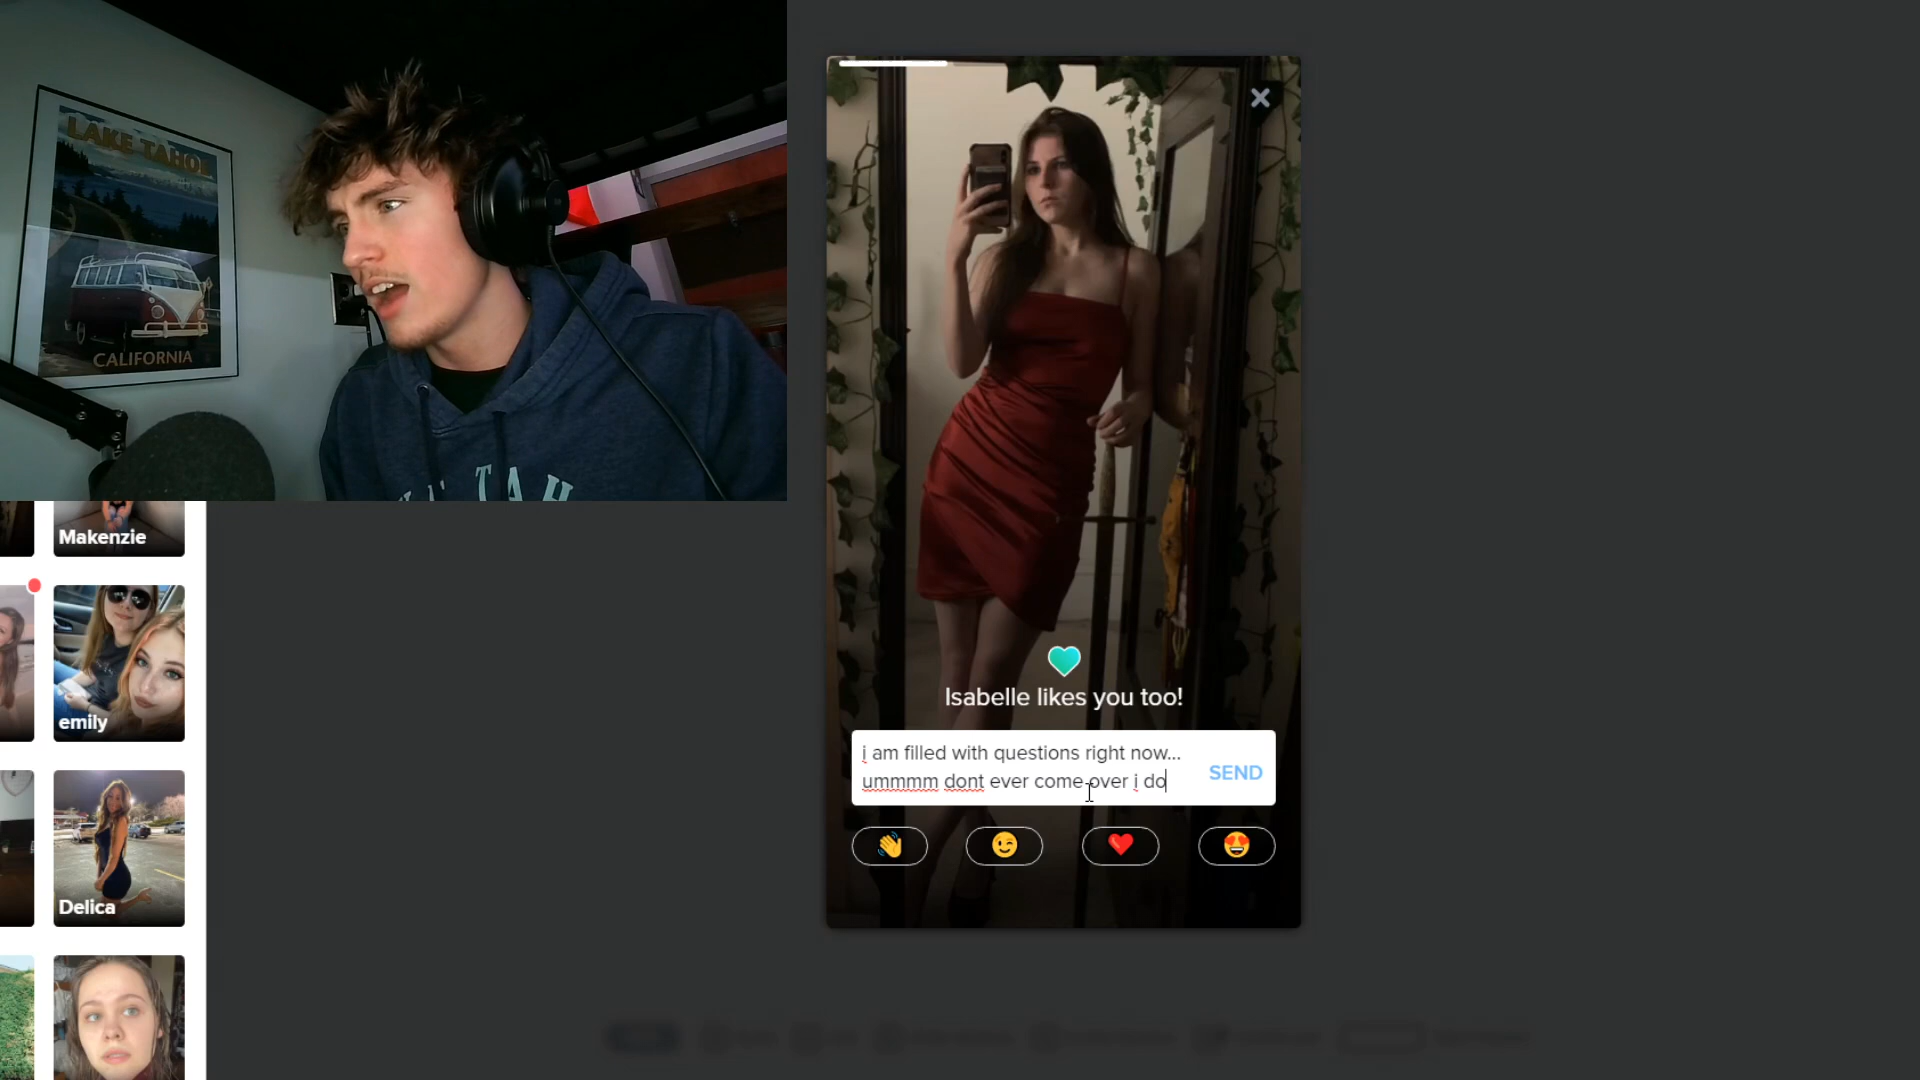 LAKE TAHOE
CALIFORNIA
TAH
Makenzie
emily
Delica
Isabelle likes you too!
i am filled with questions right now...
ummmm dont ever come over i do
SEND